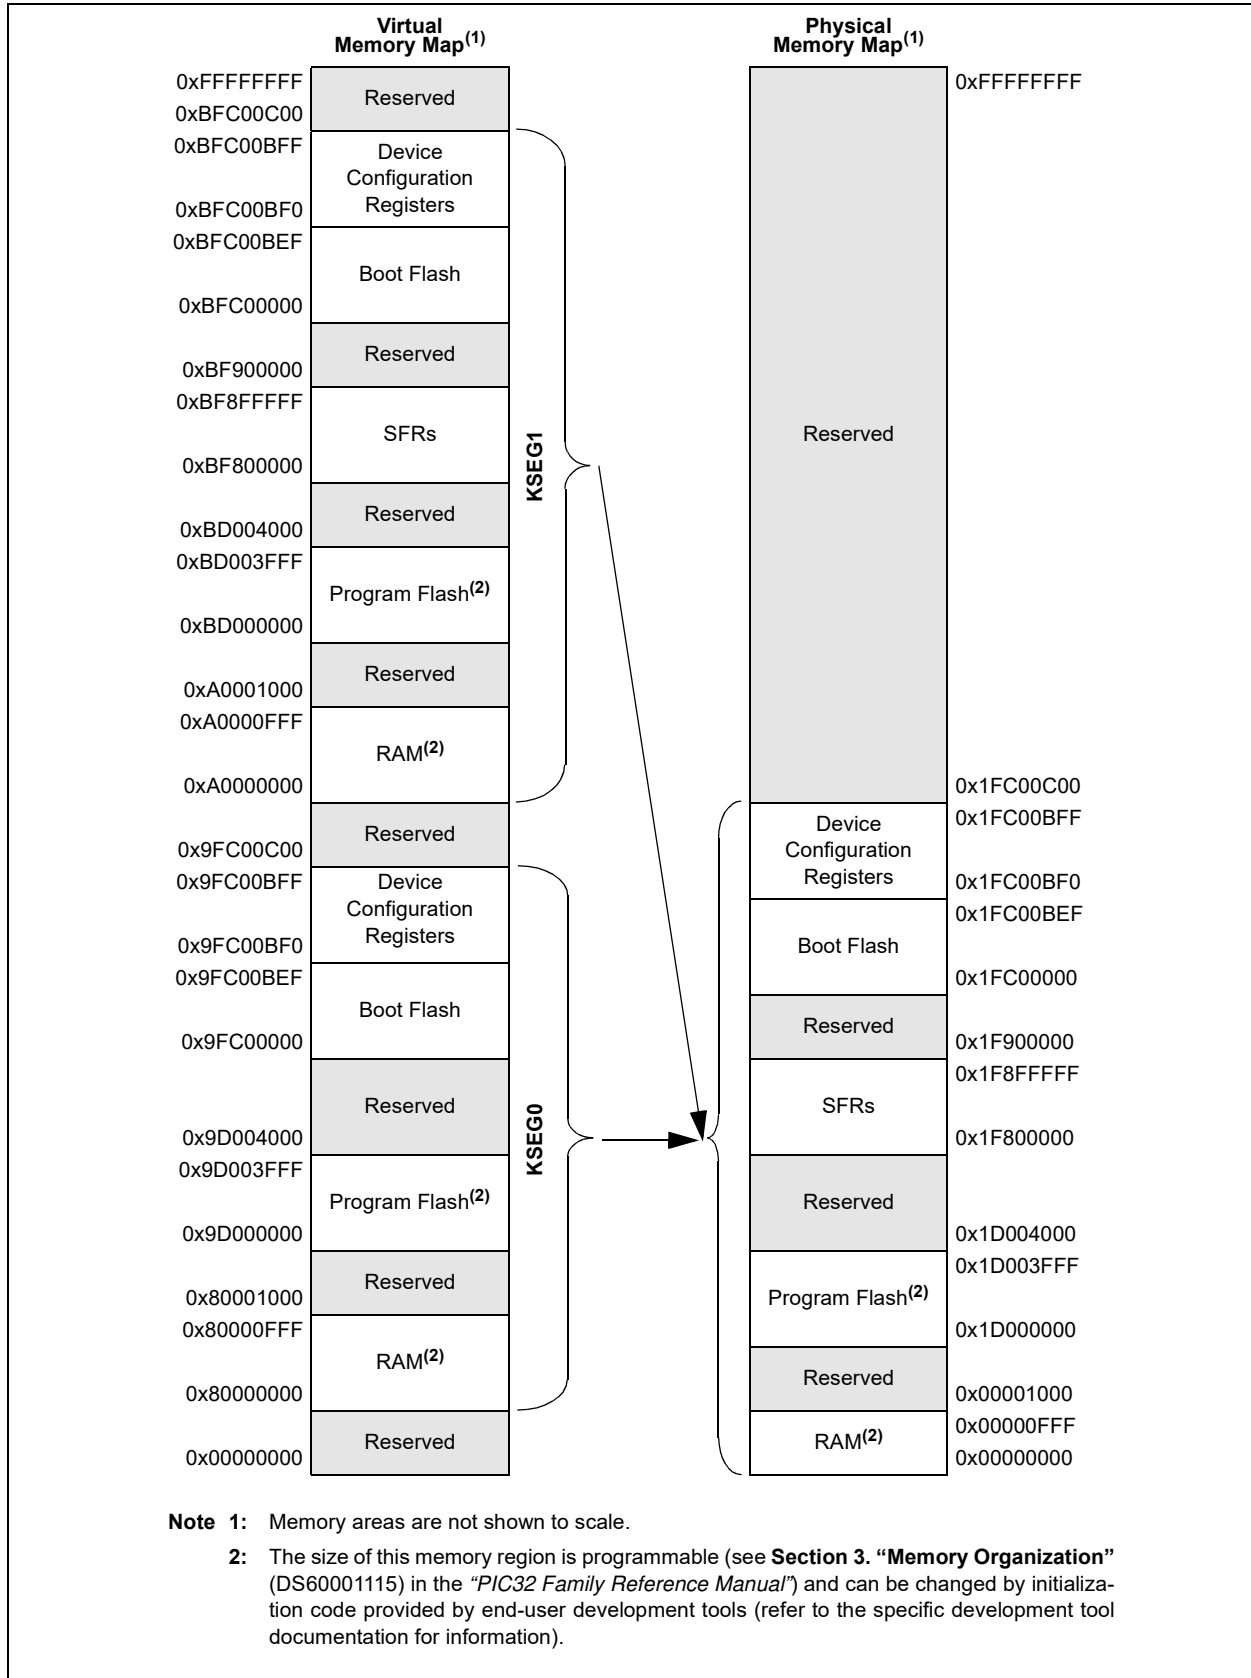 Virtual
Memory Map(1)
0xFFFFFFFF
Reserved
0xBFC00C00
0xBFC00BFF
Device
Configuration
Registers
0xBFC00BF0
0xBFC00BEF
Boot Flash
0xBFC00000
Reserved
0xBF900000
0xBF8FFFFF
SFRs
0xBF800000
Reserved
0xBD004000
0xBD003FFF
Program Flash(2)
0xBD000000
Reserved
0xA0001000
0xA0000FFF
RAM(2)
0xA0000000
KSEG1
Reserved
0x9FC00C00
0x9FC00BFF
Device
Configuration
Registers
0x9FC00BF0
0x9FC00BEF
Boot Flash
0x9FC00000
Reserved
0x9D004000
0x9D003FFF
Program Flash(2)
0x9D000000
Reserved
0x80001000
0x80000FFF
RAM(2)
0x80000000
KSEG0
Reserved
0x00000000
Physical
Memory Map(1)
0xFFFFFFFF
Reserved
0x1FC00C00
0x1FC00BFF
Device
Configuration
Registers
0x1FC00BF0
0x1FC00BEF
Boot Flash
0x1FC00000
Reserved
0x1F900000
0x1F8FFFFF
SFRs
0x1F800000
Reserved
0x1D004000
0x1D003FFF
Program Flash(2)
0x1D000000
Reserved
0x00001000
0x00000FFF
RAM(2)
0x00000000
Note 1: Memory areas are not shown to scale.
2: The size of this memory region is programmable (see Section 3. “Memory Organization”
(DS60001115) in the “PIC32 Family Reference Manual”) and can be changed by initializa-
tion code provided by end-user development tools (refer to the specific development tool
documentation for information).